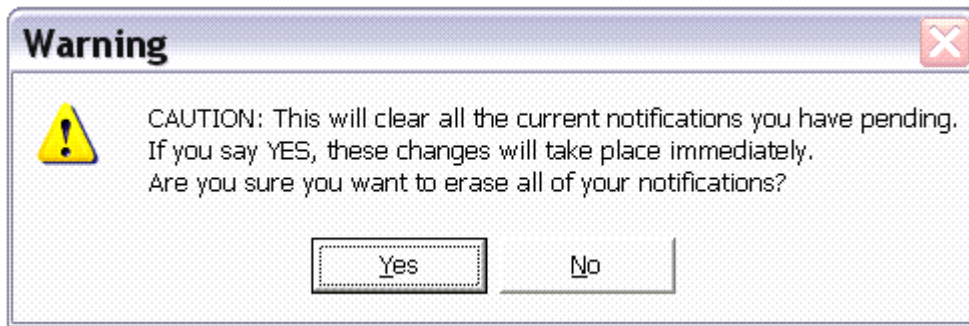 Warning
CAUTION: This will clear all the current notifications you have pending.
If you say YES, these changes will take place immediately.
Are you sure you want to erase all of your notifications?
Yes No